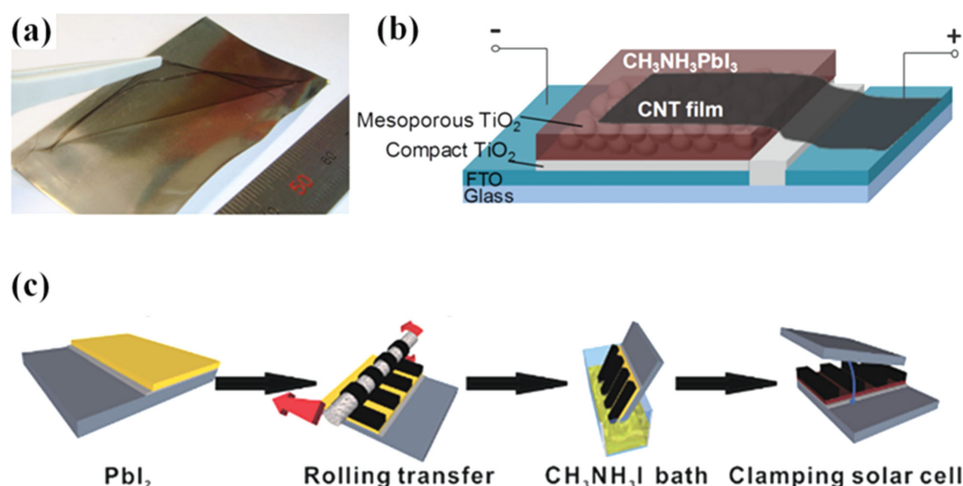 (a)
50
60
(b)
-
+
CH₃NH₃PbI₃
CNT film
Mesoporous TiO₂
Compact TiO₂
FTO
Glass
(c)
PbI₂
Rolling transfer
CH₃NH₃I bath
Clamping solar cell